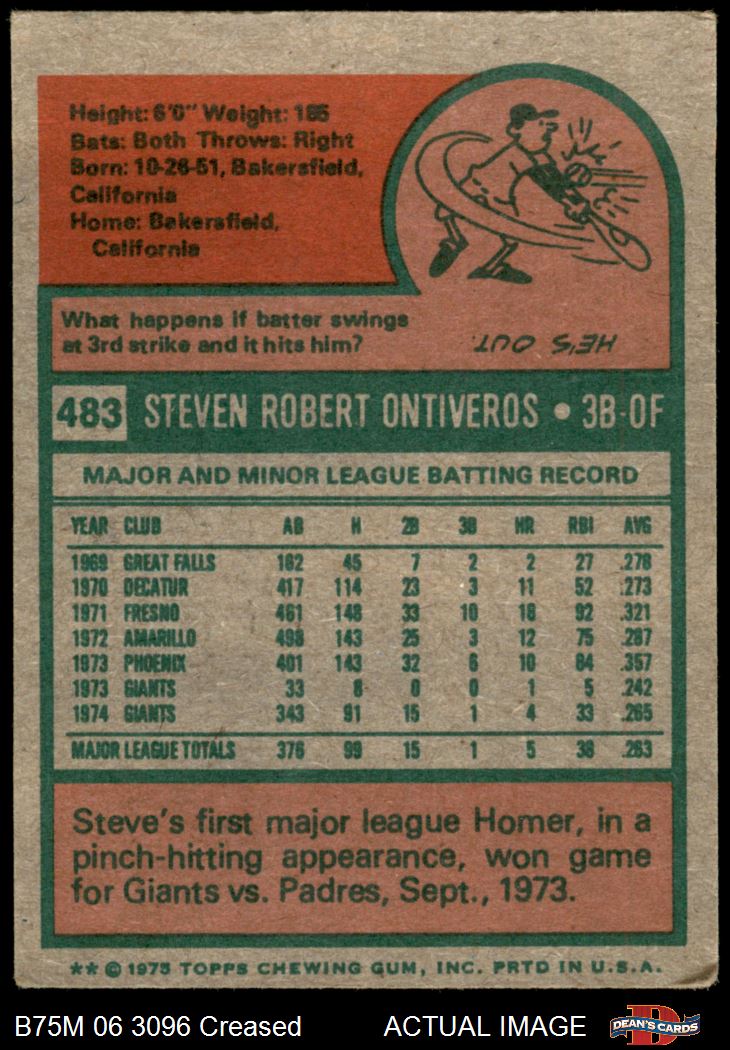 Height: 6'0" Weight: 185
Bats: Both Throws: Right
Born: 10-26-51, Bakersfield,
California
Home: Bakersfield,
California
What happens if batter swings
at 3rd strike and it hits him?
HE'S OUT.
483 STEVEN ROBERT ONTIVEROS • 3B-OF
MAJOR AND MINOR LEAGUE BATTING RECORD
YEAR CLUB AB H 2B 3B HR RBI AVG
1969 GREAT FALLS 162 45 7 2 2 27 .278
1970 DECATUR 417 114 23 3 11 52 .273
1971 FRESNO 461 148 33 10 18 92 .321
1972 AMARILLO 498 143 25 3 12 75 .287
1973 PHOENIX 401 143 32 6 10 84 .357
1973 GIANTS 33 8 0 0 1 5 .242
1974 GIANTS 343 91 15 1 4 33 .265
MAJOR LEAGUE TOTALS 376 99 15 1 5 38 .263
Steve's first major league Homer, in a
pinch-hitting appearance, won game
for Giants vs. Padres, Sept., 1973.
** © 1975 TOPPS CHEWING GUM, INC. PRTD IN U.S.A.
B75M 06 3096 Creased ACTUAL IMAGE
D
DEAN'S CARDS